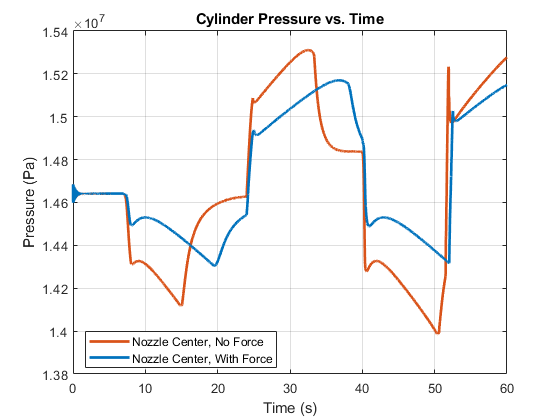 Cylinder Pressure vs. Time
×10⁷
1.54
1.52
1.5
1.48
1.46
1.44
1.42
1.4
1.38
Pressure (Pa)
Nozzle Center, No Force
Nozzle Center, With Force
0 10 20 30 40 50 60
Time (s)